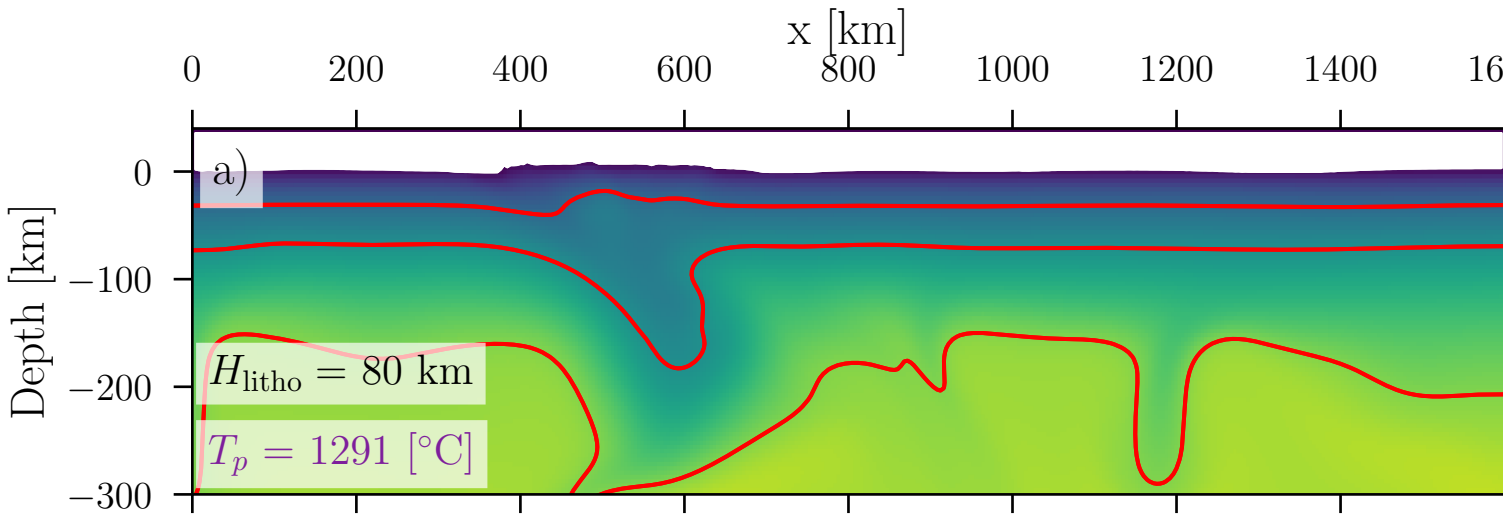 x [km]
0 200 400 600 800 1000 1200 1400 16
Depth [km]
0
−100
−200
−300
a)
H_litho = 80 km
T_p = 1291 [°C]